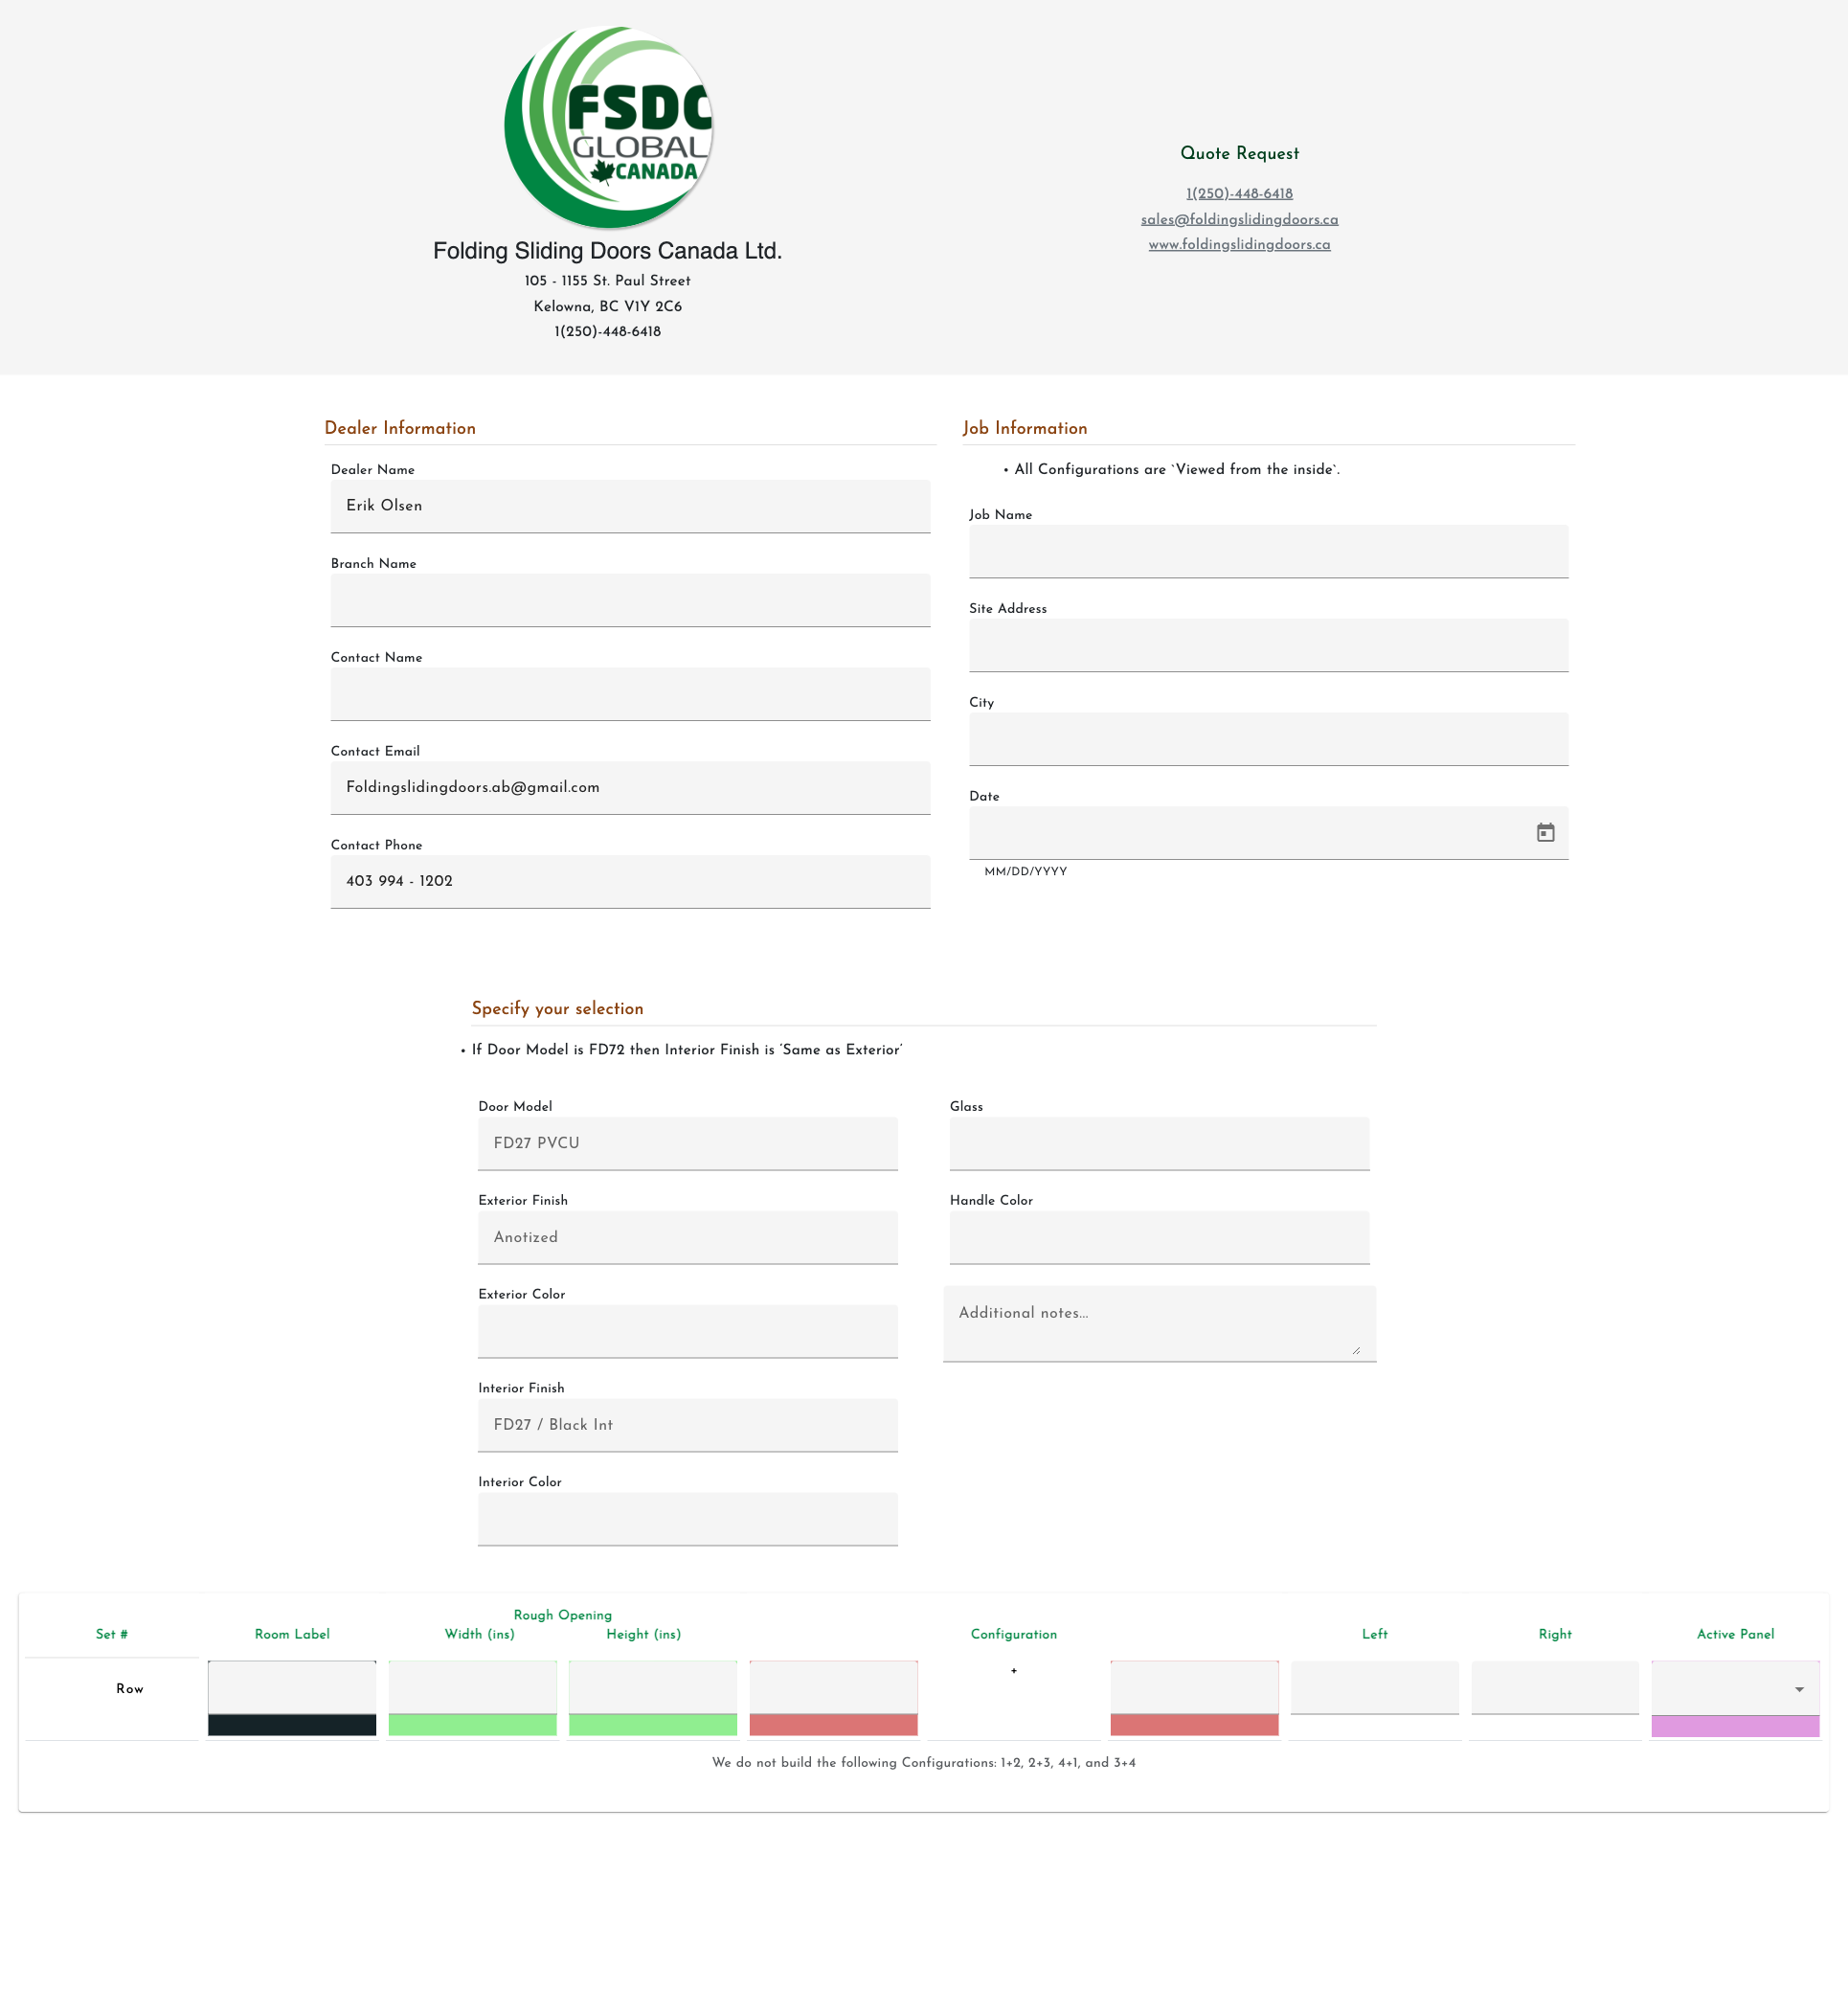 FSDC
GLOBAL
CANADA
Folding Sliding Doors Canada Ltd.
105 - 1155 St. Paul Street
Kelowna, BC V1Y 2C6
1(250)-448-6418
Quote Request
1(250)-448-6418
sales@foldingslidingdoors.ca
www.foldingslidingdoors.ca
Dealer Information
Dealer Name
Erik Olsen
Branch Name
Contact Name
Contact Email
Foldingslidingdoors.ab@gmail.com
Contact Phone
403 994 - 1202
Job Information
• All Configurations are `Viewed from the inside`.
Job Name
Site Address
City
Date
MM/DD/YYYY
Specify your selection
• If Door Model is FD72 then Interior Finish is ‘Same as Exterior’
Door Model
FD27 PVCU
Exterior Finish
Anotized
Exterior Color
Interior Finish
FD27 / Black Int
Interior Color
Glass
Handle Color
Additional notes...
Rough Opening
Set # Room Label Width (ins) Height (ins) Configuration Left Right Active Panel
Row +
We do not build the following Configurations: 1+2, 2+3, 4+1, and 3+4